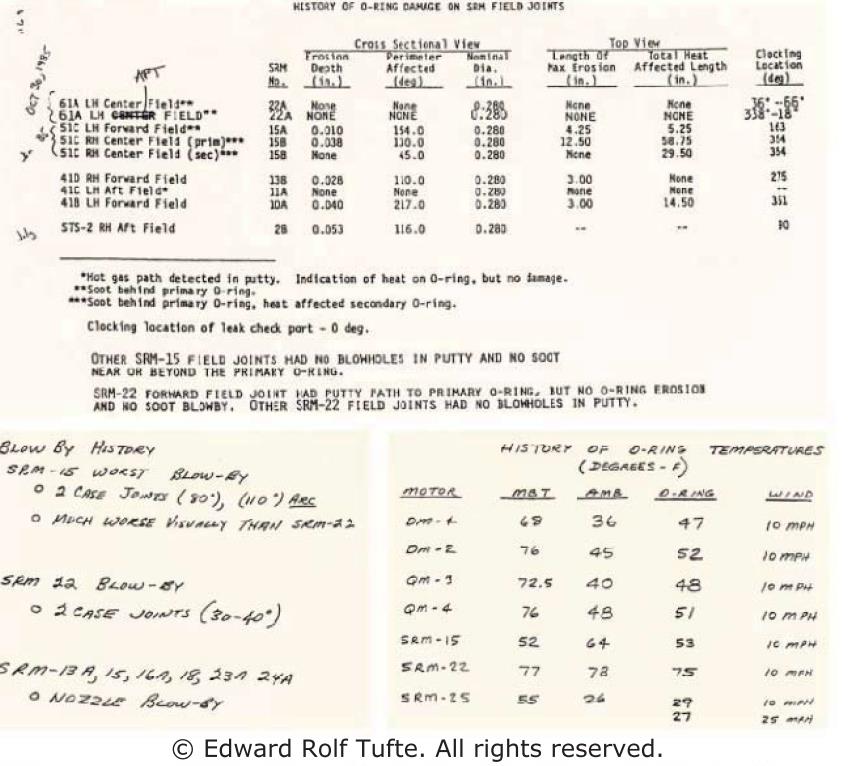 HISTORY OF O-RING DAMAGE ON SRM FIELD JOINTS
Cross Sectional View Top View
Erosion Perimeter Nominal Length Of Total Heat Clocking
SRM Depth Affected Dia. Max Erosion Affected Length Location
No. (in.) (deg) (in.) (in.) (in.) (deg)
OCT 30, 1985
APT
61A LH Center Field** 22A None None 0.280 None None 36° -66°
61A LH CENTER FIELD** 22A NONE NONE 0.280 NONE NONE 338°-18°
51C LH Forward Field** 15A 0.010 154.0 0.280 4.25 5.25 163
51C RH Center Field (prim)*** 15B 0.038 130.0 0.280 12.50 58.75 354
51C RH Center Field (sec)*** 15B None 45.0 0.280 None 29.50 354
41D RH Forward Field 13B 0.028 110.0 0.280 3.00 None 275
41C LH Aft Field* 11A None None 0.280 None None --
41B LH Forward Field 10A 0.040 217.0 0.280 3.00 14.50 351
STS-2 RH Aft Field 2B 0.053 116.0 0.280 -- -- 90
*Hot gas path detected in putty. Indication of heat on O-ring, but no damage.
**Soot behind primary O-ring.
***Soot behind primary O-ring, heat affected secondary O-ring.
Clocking location of leak check port - 0 deg.
OTHER SRM-15 FIELD JOINTS HAD NO BLOWHOLES IN PUTTY AND NO SOOT
NEAR OR BEYOND THE PRIMARY O-RING.
SRM-22 FORWARD FIELD JOINT HAD PUTTY PATH TO PRIMARY O-RING, BUT NO O-RING EROSION
AND NO SOOT BLOWBY. OTHER SRM-22 FIELD JOINTS HAD NO BLOWHOLES IN PUTTY.
BLOW BY HISTORY
SRM-15 WORST BLOW-BY
o 2 CASE JOINTS (80°), (110°) ARC
o MUCH WORSE VISUALLY THAN SRM-22
SRM 22 BLOW-BY
o 2 CASE JOINTS (30-40°)
SRM-13A, 15, 16A, 18, 23A 24A
o NOZZLE BLOW-BY
HISTORY OF O-RING TEMPERATURES
(DEGREES - F)
MOTOR MBT AMB O-RING WIND
DM-4 68 36 47 10 MPH
DM-2 76 45 52 10 MPH
QM-3 72.5 40 48 10 MPH
QM-4 76 48 51 10 MPH
SRM-15 52 64 53 10 MPH
SRM-22 77 78 75 10 MPH
SRM-25 55 26 29 10 MPH
27 25 MPH
© Edward Rolf Tufte. All rights reserved.